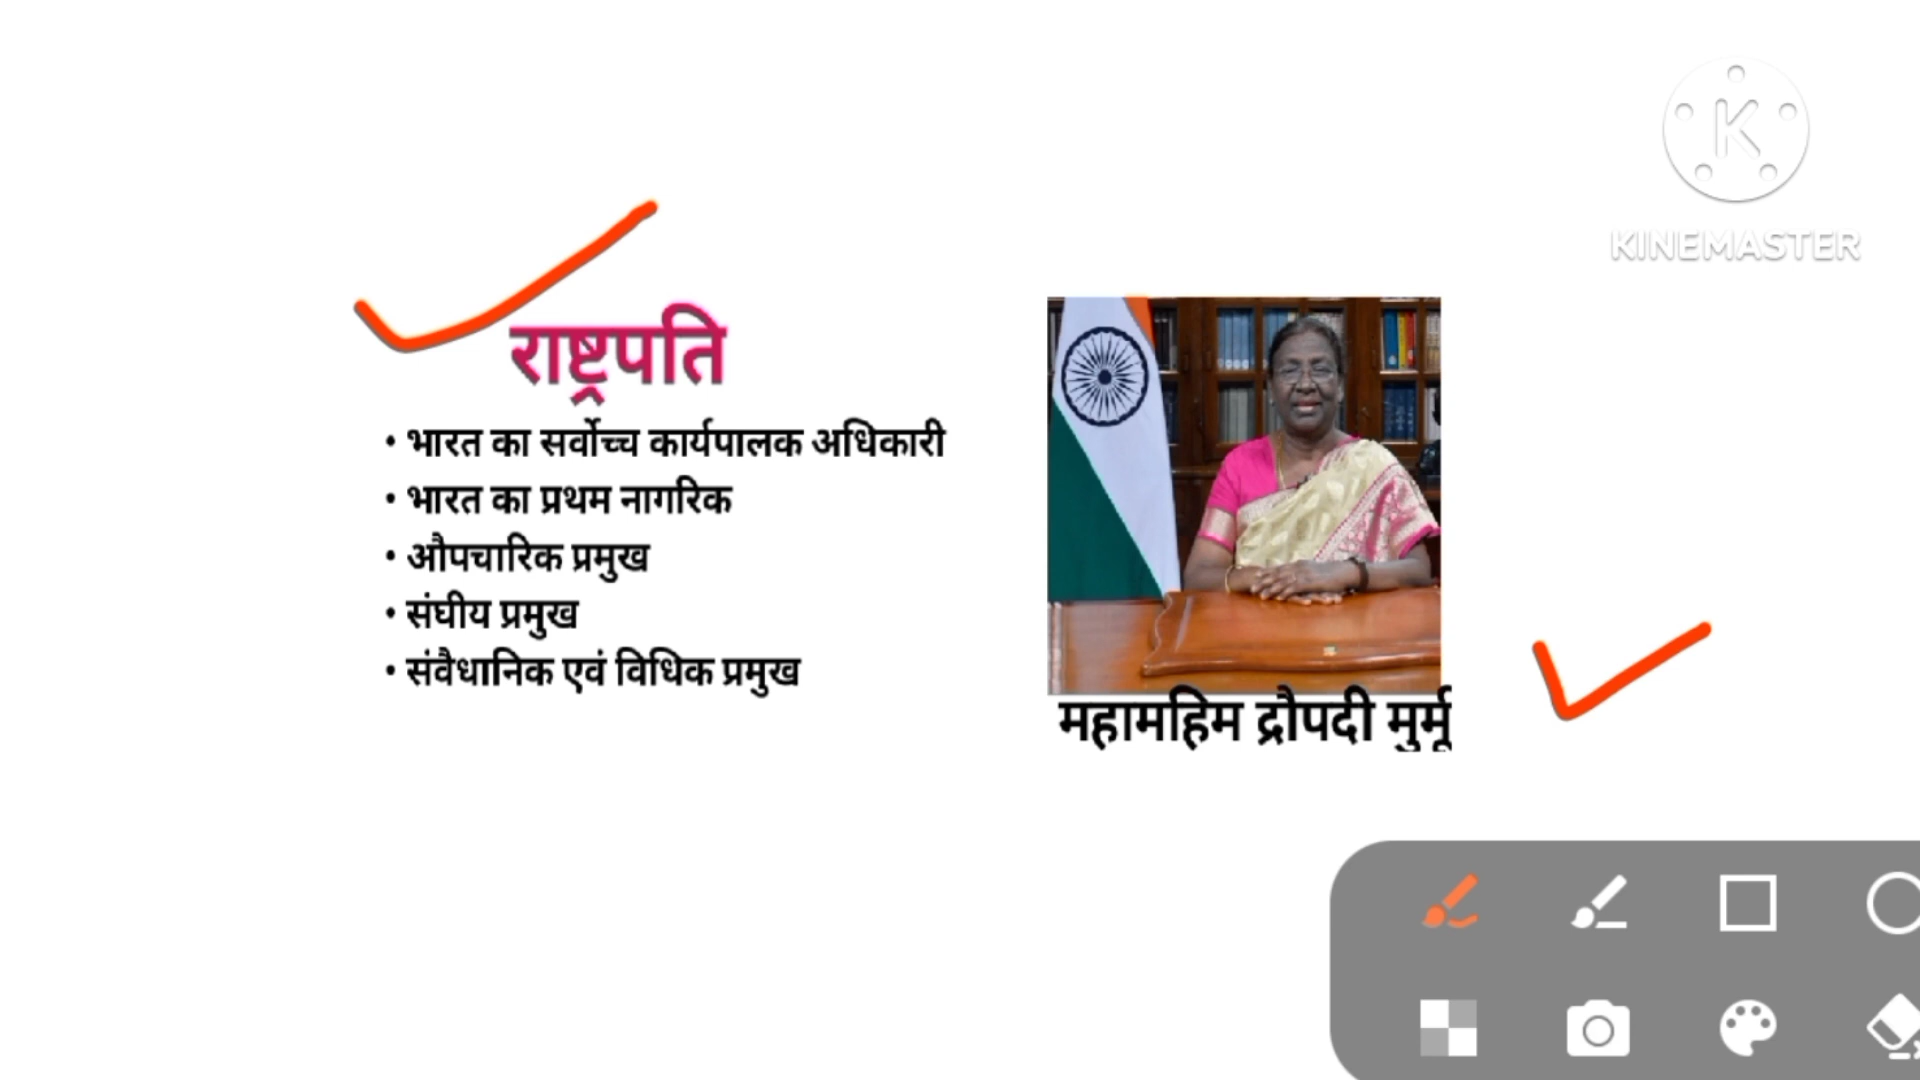 KINEMASTER
राष्ट्रपति
• भारत का सर्वोच्च कार्यपालक अधिकारी
• भारत का प्रथम नागरिक
• औपचारिक प्रमुख
• संघीय प्रमुख
• संवैधानिक एवं विधिक प्रमुख
महामहिम द्रौपदी मुर्मू